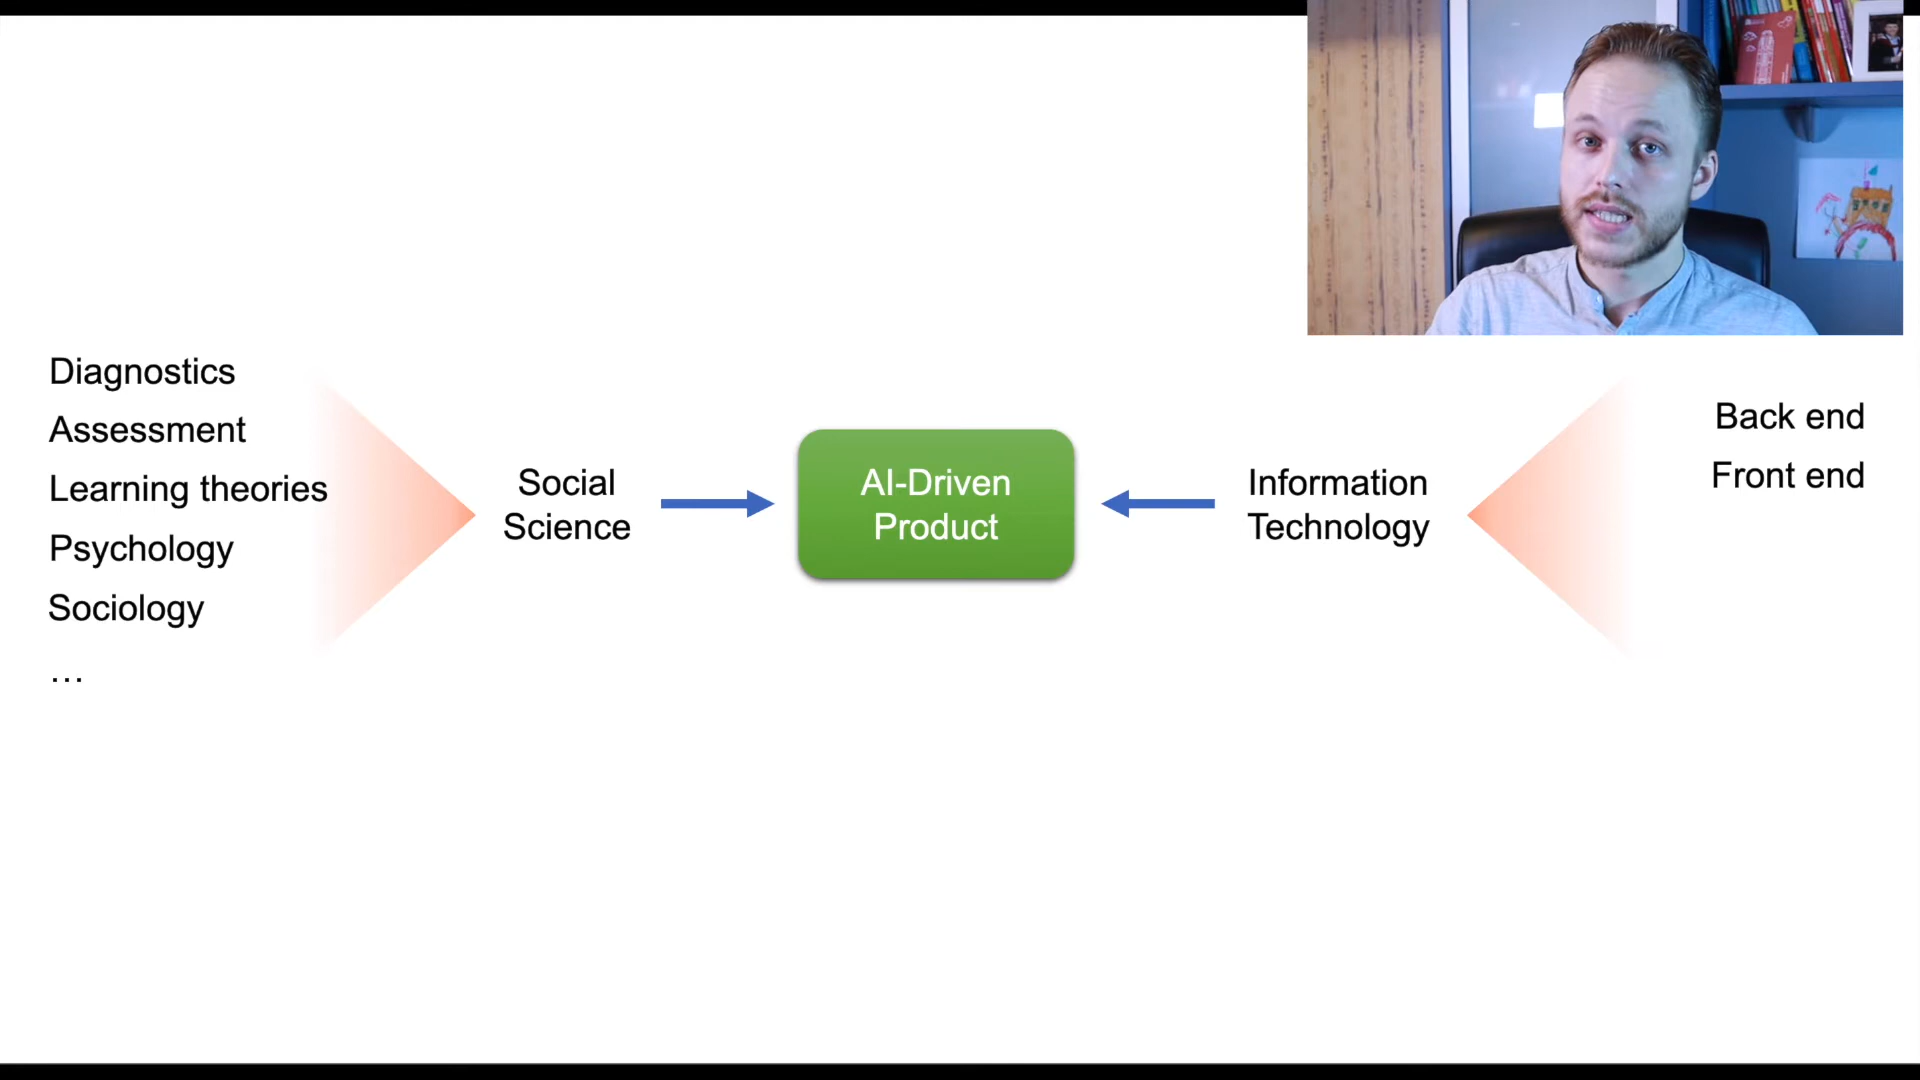 Diagnostics
Assessment
Learning theories
Psychology
Sociology
…
Social
Science
AI-Driven
Product
Information
Technology
Back end
Front end